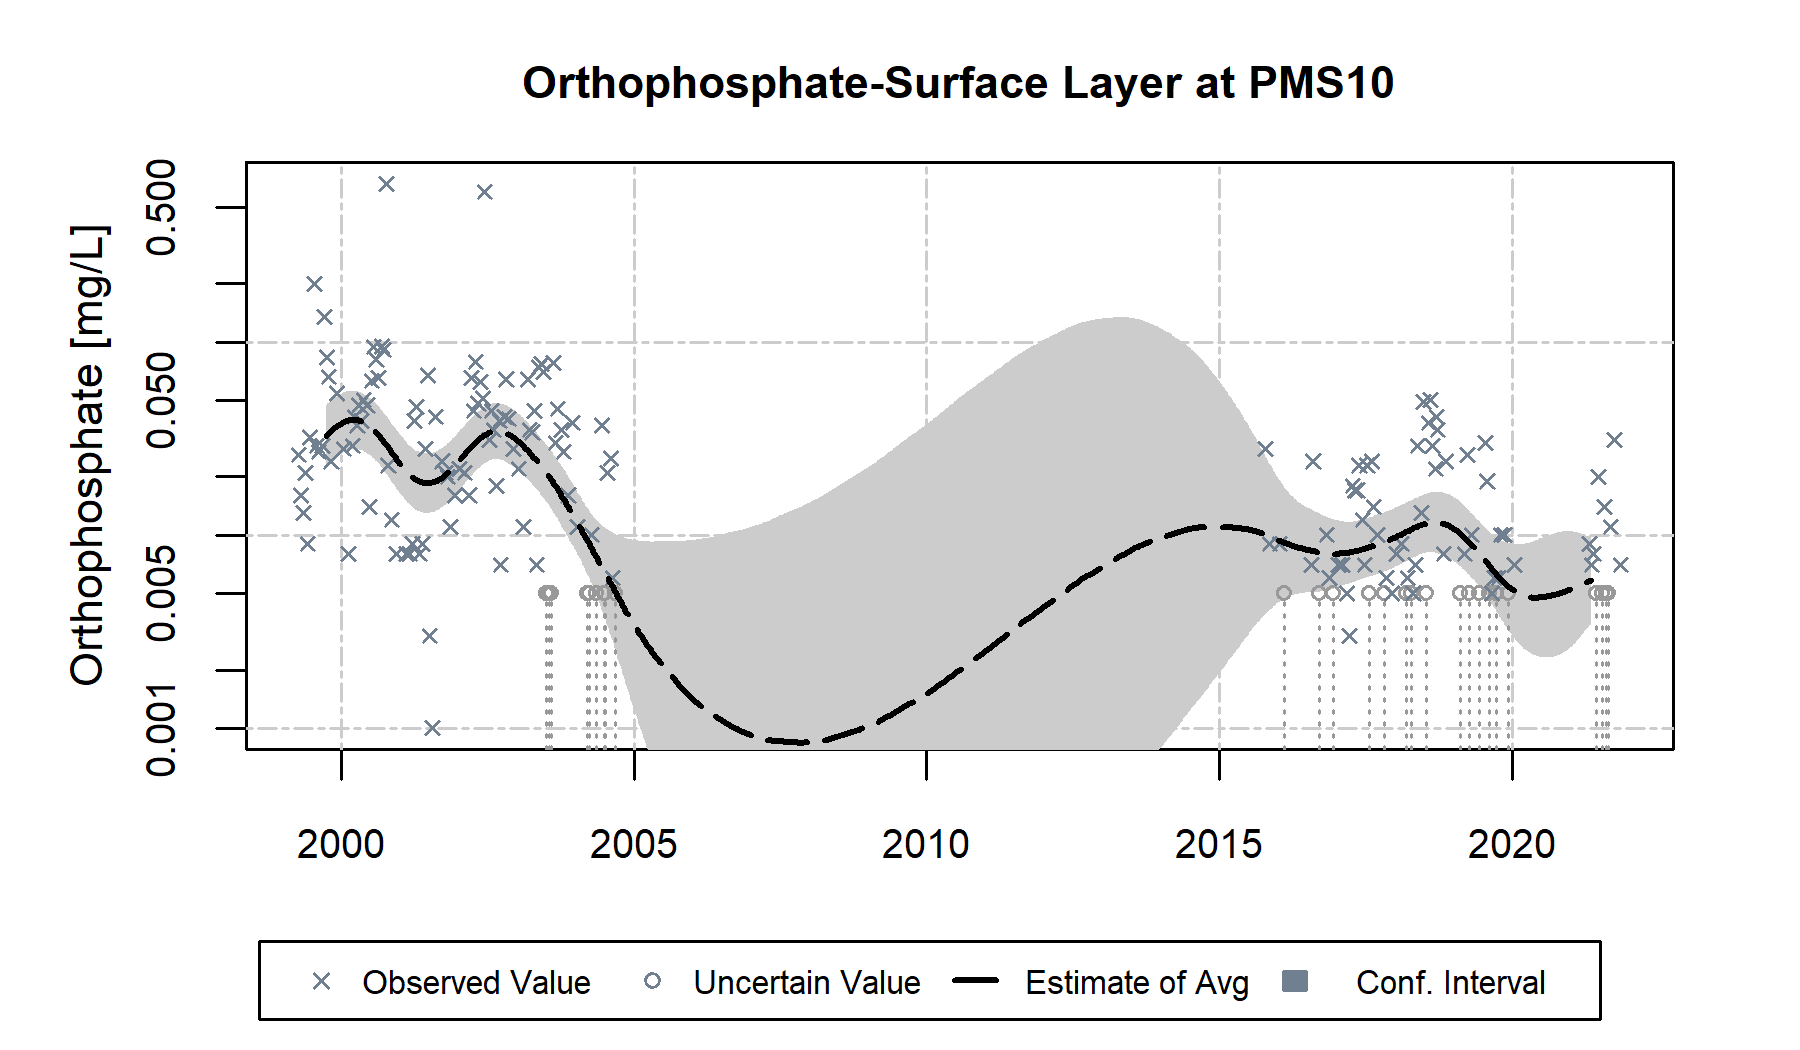 Orthophosphate-Surface Layer at PMS10
Orthophosphate [mg/L]
0.500
0.050
0.005
0.001
2000 2005 2010 2015 2020
Observed Value Uncertain Value Estimate of Avg Conf. Interval